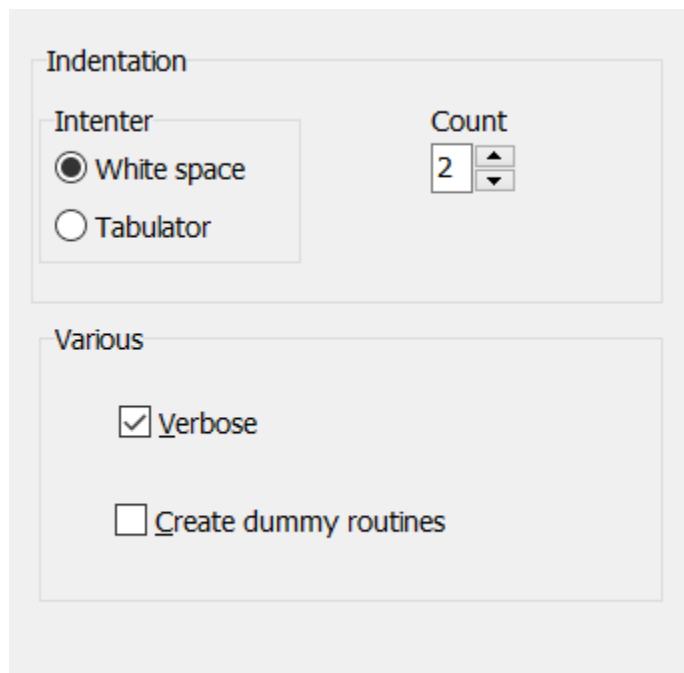 Indentation
Intenter
Count
White space
2
Tabulator
Various
Verbose
Create dummy routines